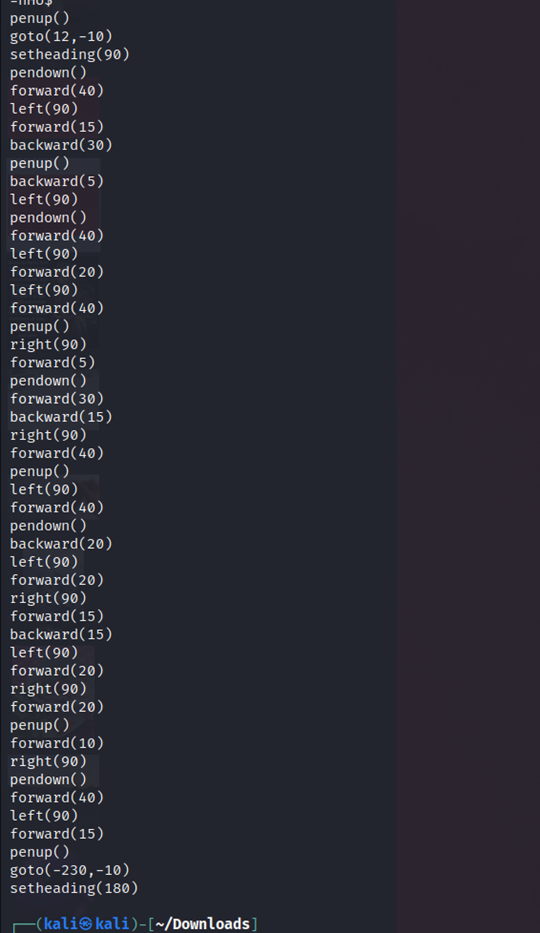 penup()
goto(12,-10)
setheading(90)
pendown()
forward(40)
left(90)
forward(15)
backward(30)
penup()
backward(5)
left(90)
pendown()
forward(40)
left(90)
forward(20)
left(90)
forward(40)
penup()
right(90)
forward(5)
pendown()
forward(30)
backward(15)
right(90)
forward(40)
penup()
left(90)
forward(40)
pendown()
backward(20)
left(90)
forward(20)
right(90)
forward(15)
backward(15)
left(90)
forward(20)
right(90)
forward(20)
penup()
forward(10)
right(90)
pendown()
forward(40)
left(90)
forward(15)
penup()
goto(-230,-10)
setheading(180)
┌──(kali㉿kali)-[~/Downloads]